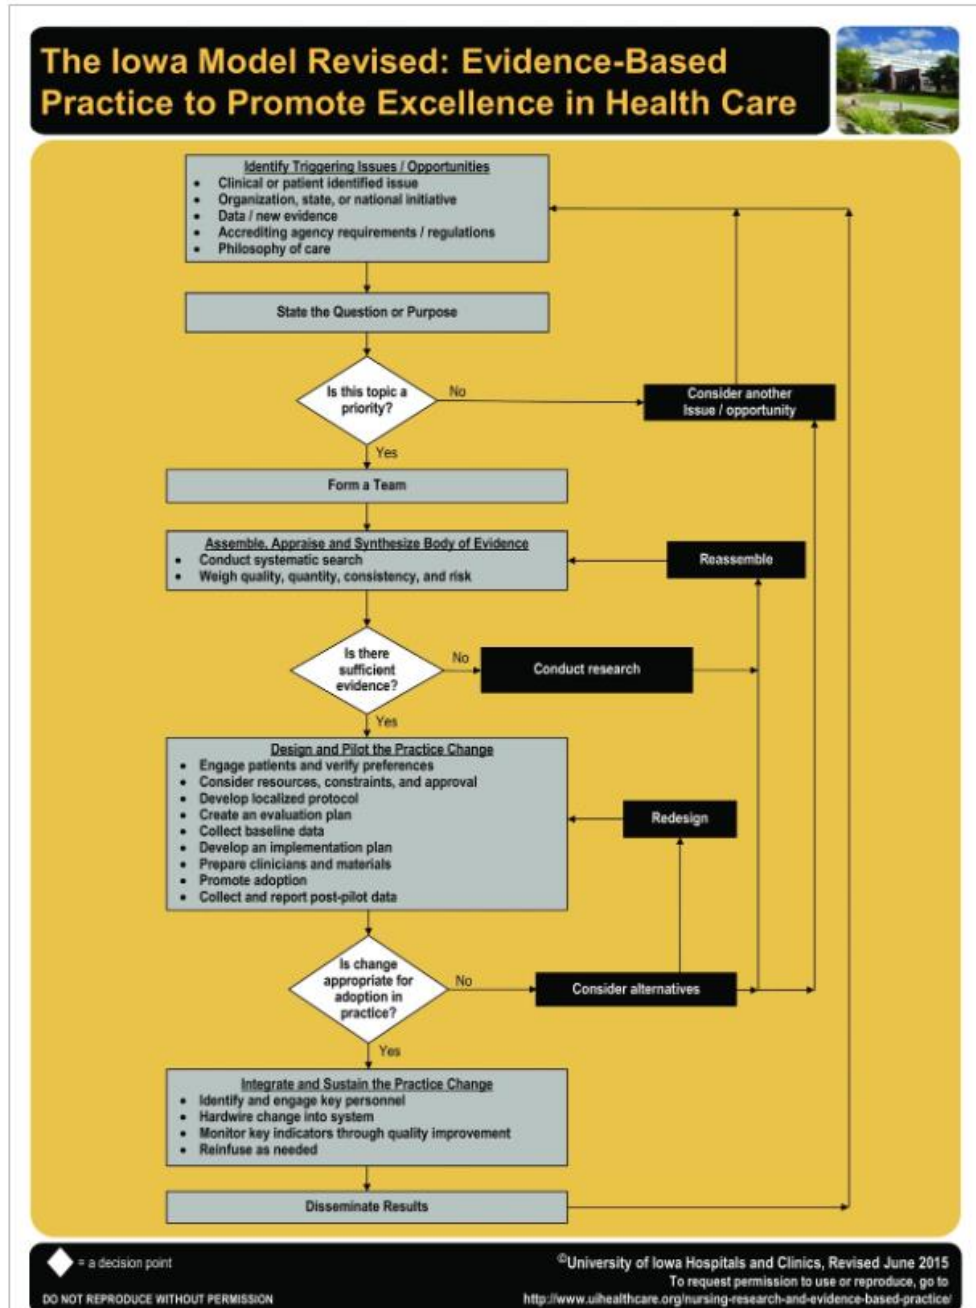 The Iowa Model Revised: Evidence-Based
Practice to Promote Excellence in Health Care
Identify Triggering Issues / Opportunities
• Clinical or patient identified issue
• Organization, state, or national initiative
• Data / new evidence
• Accrediting agency requirements / regulations
• Philosophy of care
State the Question or Purpose
Is this topic a
priority?
No
Consider another
Issue / opportunity
Yes
Form a Team
Assemble, Appraise and Synthesize Body of Evidence
• Conduct systematic search
• Weigh quality, quantity, consistency, and risk
Reassemble
Is there
sufficient
evidence?
No
Conduct research
Yes
Design and Pilot the Practice Change
• Engage patients and verify preferences
• Consider resources, constraints, and approval
• Develop localized protocol
• Create an evaluation plan
• Collect baseline data
• Develop an implementation plan
• Prepare clinicians and materials
• Promote adoption
• Collect and report post-pilot data
Redesign
Is change
appropriate for
adoption in
practice?
No
Consider alternatives
Yes
Integrate and Sustain the Practice Change
• Identify and engage key personnel
• Hardwire change into system
• Monitor key indicators through quality improvement
• Reinfuse as needed
Disseminate Results
= a decision point
DO NOT REPRODUCE WITHOUT PERMISSION
©University of Iowa Hospitals and Clinics, Revised June 2015
To request permission to use or reproduce, go to
http://www.uihealthcare.org/nursing-research-and-evidence-based-practice/